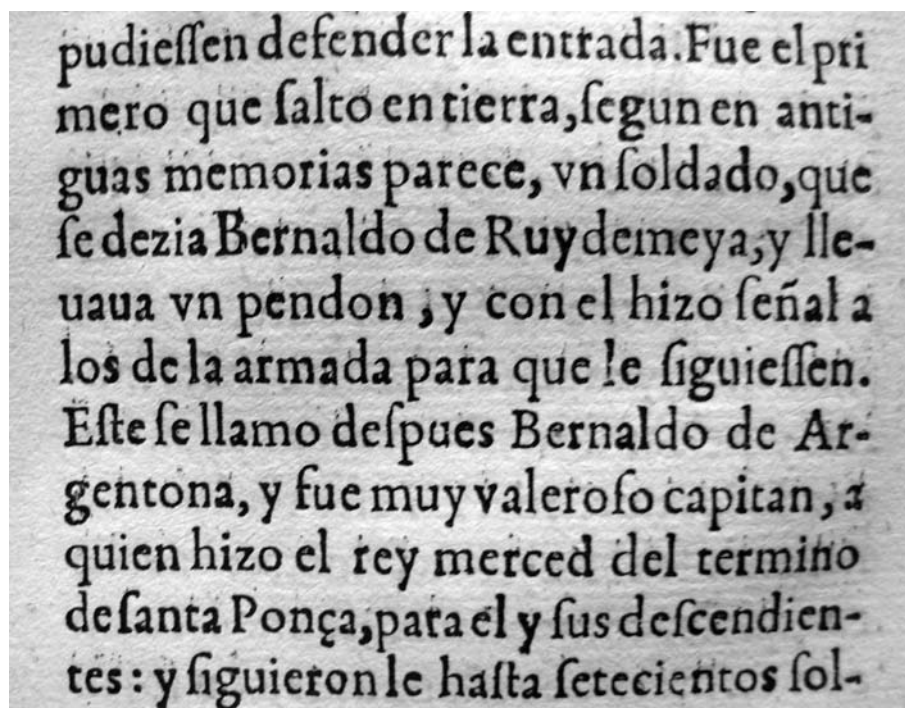 pudieſſen defender la entrada. Fue el pri
mero que ſalto en tierra, ſegun en anti-
guas memorias parece, vn ſoldado, que
ſe dezia Bernaldo de Ruydemeya, y lle-
uaua vn pendon, y con el hizo ſeñal a
los de la armada para que le ſiguieſſen.
Eſte ſe llamo deſpues Bernaldo de Ar-
gentona, y fue muy valeroſo capitan, a
quien hizo el rey merced del termino
de ſanta Ponça, para el y ſus deſcendien-
tes: y ſiguieron le haſta ſetecientos ſol-